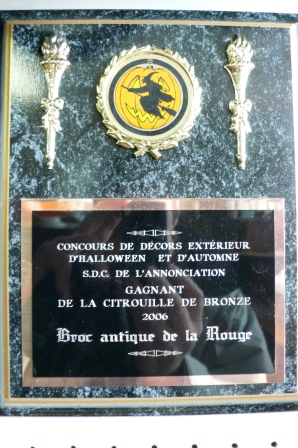 CONCOURS DE DÉCORS EXTÉRIEUR
D'HALLOWEEN ET D'AUTOMNE
S.D.C. DE L'ANNONCIATION
GAGNANT
DE LA CITROUILLE DE BRONZE
2006
Broc antique de la Rouge